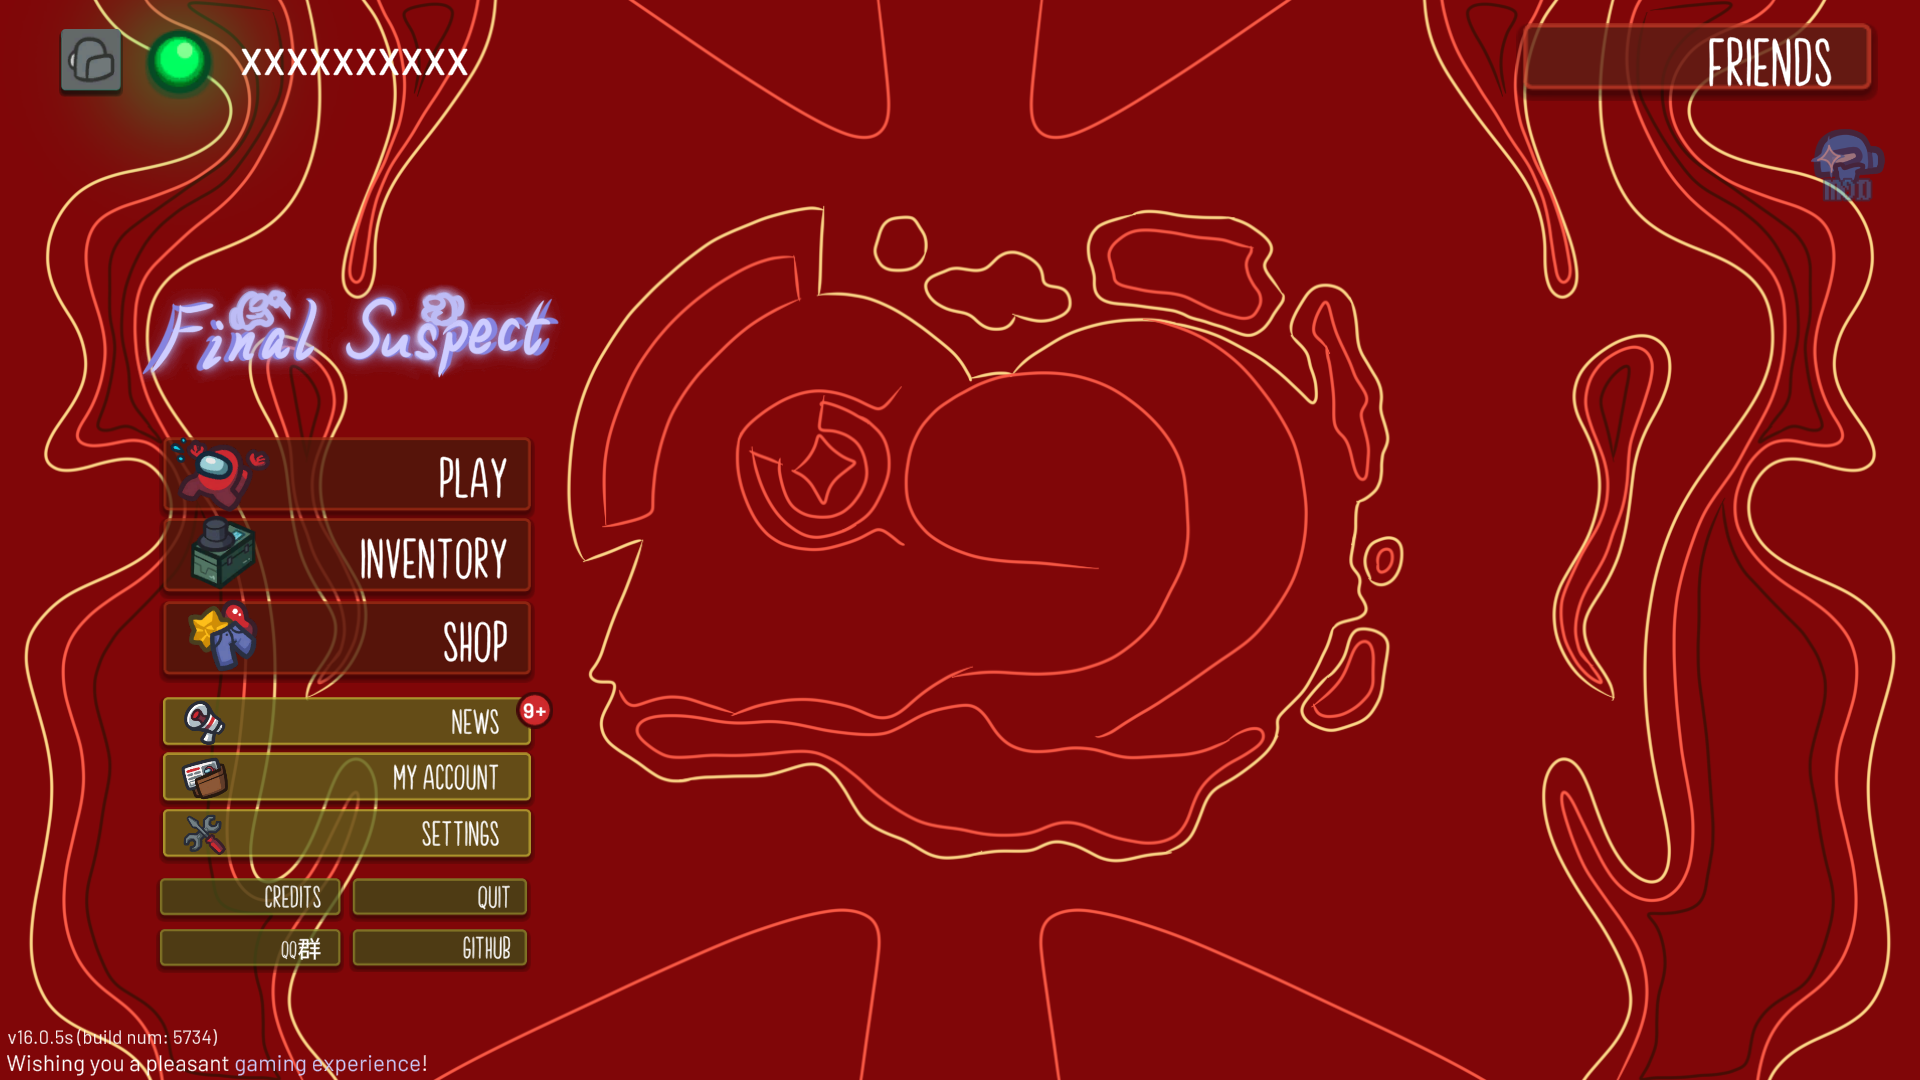 XXXXXXXXXX
FRIENDS
MOD
Final Suspect
PLAY
INVENTORY
SHOP
NEWS
9+
MY ACCOUNT
SETTINGS
CREDITS
QUIT
QQ群
GITHUB
v16.0.5s (build num: 5734)
Wishing you a pleasant gaming experience!